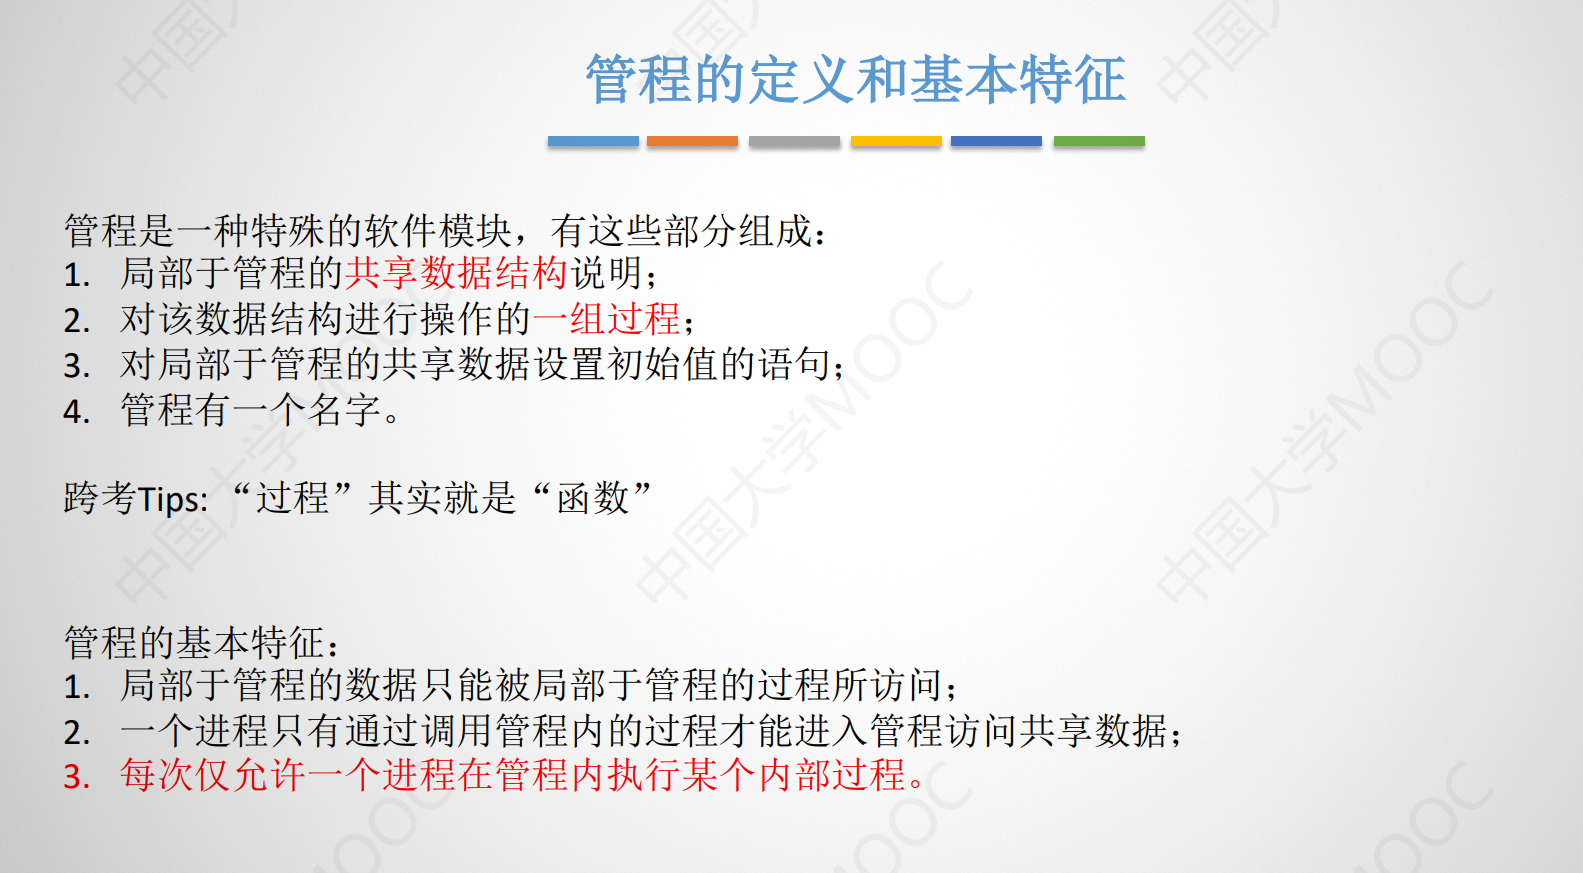 管程的定义和基本特征
管程是一种特殊的软件模块，有这些部分组成：
1. 局部于管程的共享数据结构说明；
2. 对该数据结构进行操作的一组过程；
3. 对局部于管程的共享数据设置初始值的语句；
4. 管程有一个名字。
跨考Tips: “过程”其实就是“函数”
管程的基本特征：
1. 局部于管程的数据只能被局部于管程的过程所访问；
2. 一个进程只有通过调用管程内的过程才能进入管程访问共享数据；
3. 每次仅允许一个进程在管程内执行某个内部过程。
中国大学MOOC
中国大学MOOC
中国大学MOOC